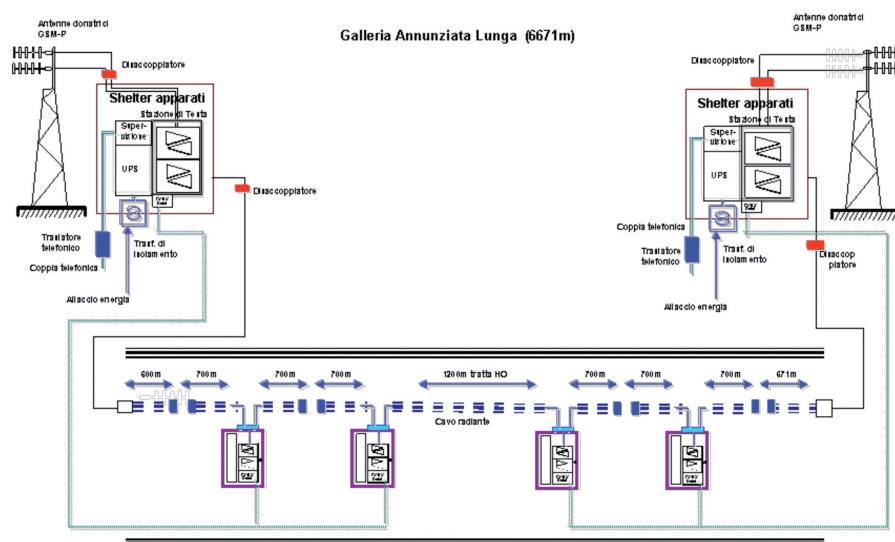 Antenne donatrici
GSM-P
Galleria Annunziata Lunga (6671m)
Antenne donatrici
GSM-P
Disaccoppiatore
Disaccoppiatore
Shelter apparati
Stazione di Testa
Super-
visione
UPS
Shelter apparati
Stazione di Testa
Super-
visione
UPS
Disaccoppiatore
Traslatore
telefonico
Trasf. di
isolamento
Coppia telefonica
Allaccio energia
Coppia telefonica
Traslatore
telefonico
Trasf. di
isolamento
Disaccop
piatore
Allaccio energia
600m
700m
700m
700m
1200m tratta HO
700m
700m
700m
671m
Cavo radiante